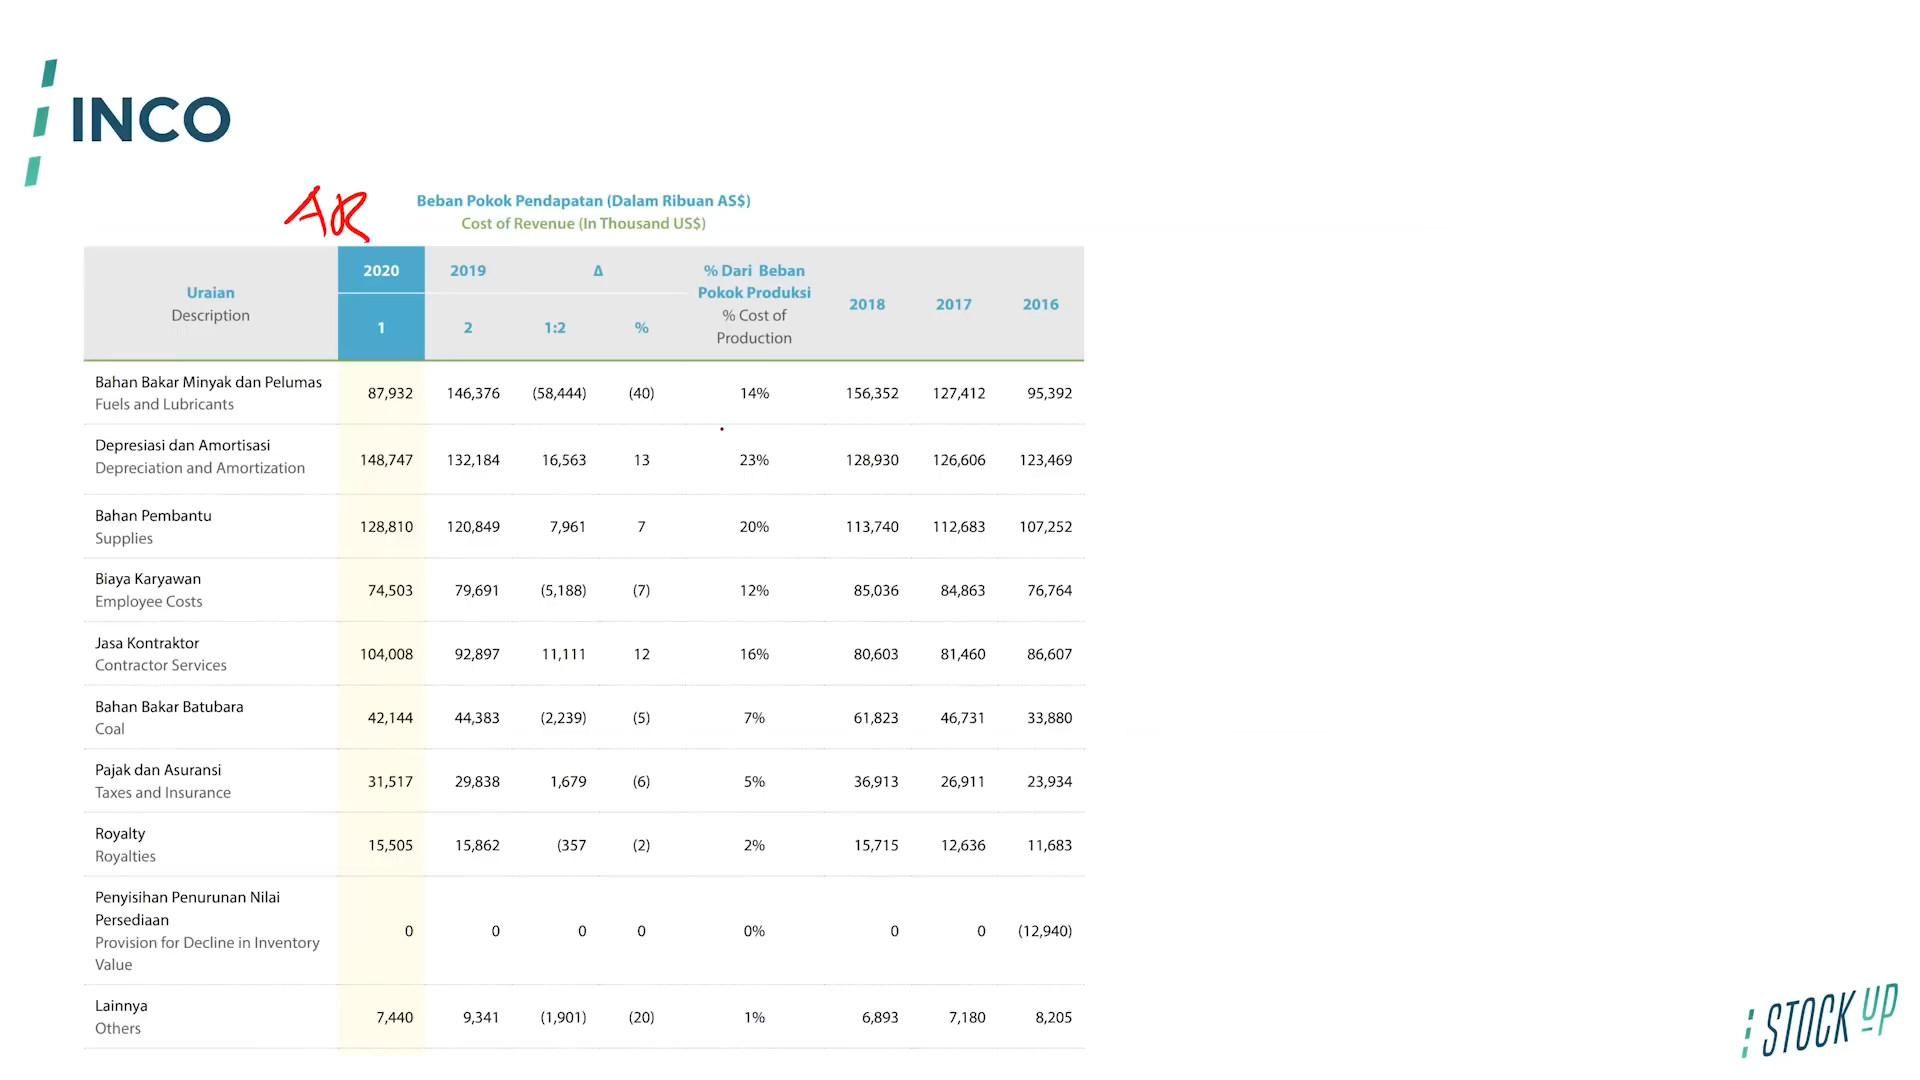 INCO
AR
Beban Pokok Pendapatan (Dalam Ribuan AS$)
Cost of Revenue (In Thousand US$)
Uraian
Description
2020 2019 Δ % Dari Beban Pokok Produksi % Cost of Production 2018 2017 2016
1 2 1:2 %
Bahan Bakar Minyak dan Pelumas
Fuels and Lubricants
87,932 146,376 (58,444) (40) 14% 156,352 127,412 95,392
Depresiasi dan Amortisasi
Depreciation and Amortization
148,747 132,184 16,563 13 23% 128,930 126,606 123,469
Bahan Pembantu
Supplies
128,810 120,849 7,961 7 20% 113,740 112,683 107,252
Biaya Karyawan
Employee Costs
74,503 79,691 (5,188) (7) 12% 85,036 84,863 76,764
Jasa Kontraktor
Contractor Services
104,008 92,897 11,111 12 16% 80,603 81,460 86,607
Bahan Bakar Batubara
Coal
42,144 44,383 (2,239) (5) 7% 61,823 46,731 33,880
Pajak dan Asuransi
Taxes and Insurance
31,517 29,838 1,679 (6) 5% 36,913 26,911 23,934
Royalty
Royalties
15,505 15,862 (357 (2) 2% 15,715 12,636 11,683
Penyisihan Penurunan Nilai
Persediaan
Provision for Decline in Inventory
Value
0 0 0 0 0% 0 0 (12,940)
Lainnya
Others
7,440 9,341 (1,901) (20) 1% 6,893 7,180 8,205
STOCK UP